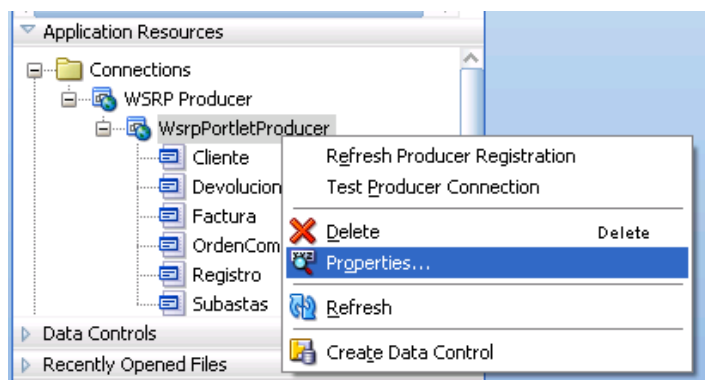 Application Resources
Connections
WSRP Producer
WsrpPortletProducer
Cliente
Devolucion
Factura
OrdenCom
Registro
Subastas
Data Controls
Recently Opened Files
Refresh Producer Registration
Test Producer Connection
Delete Delete
Properties...
Refresh
Create Data Control